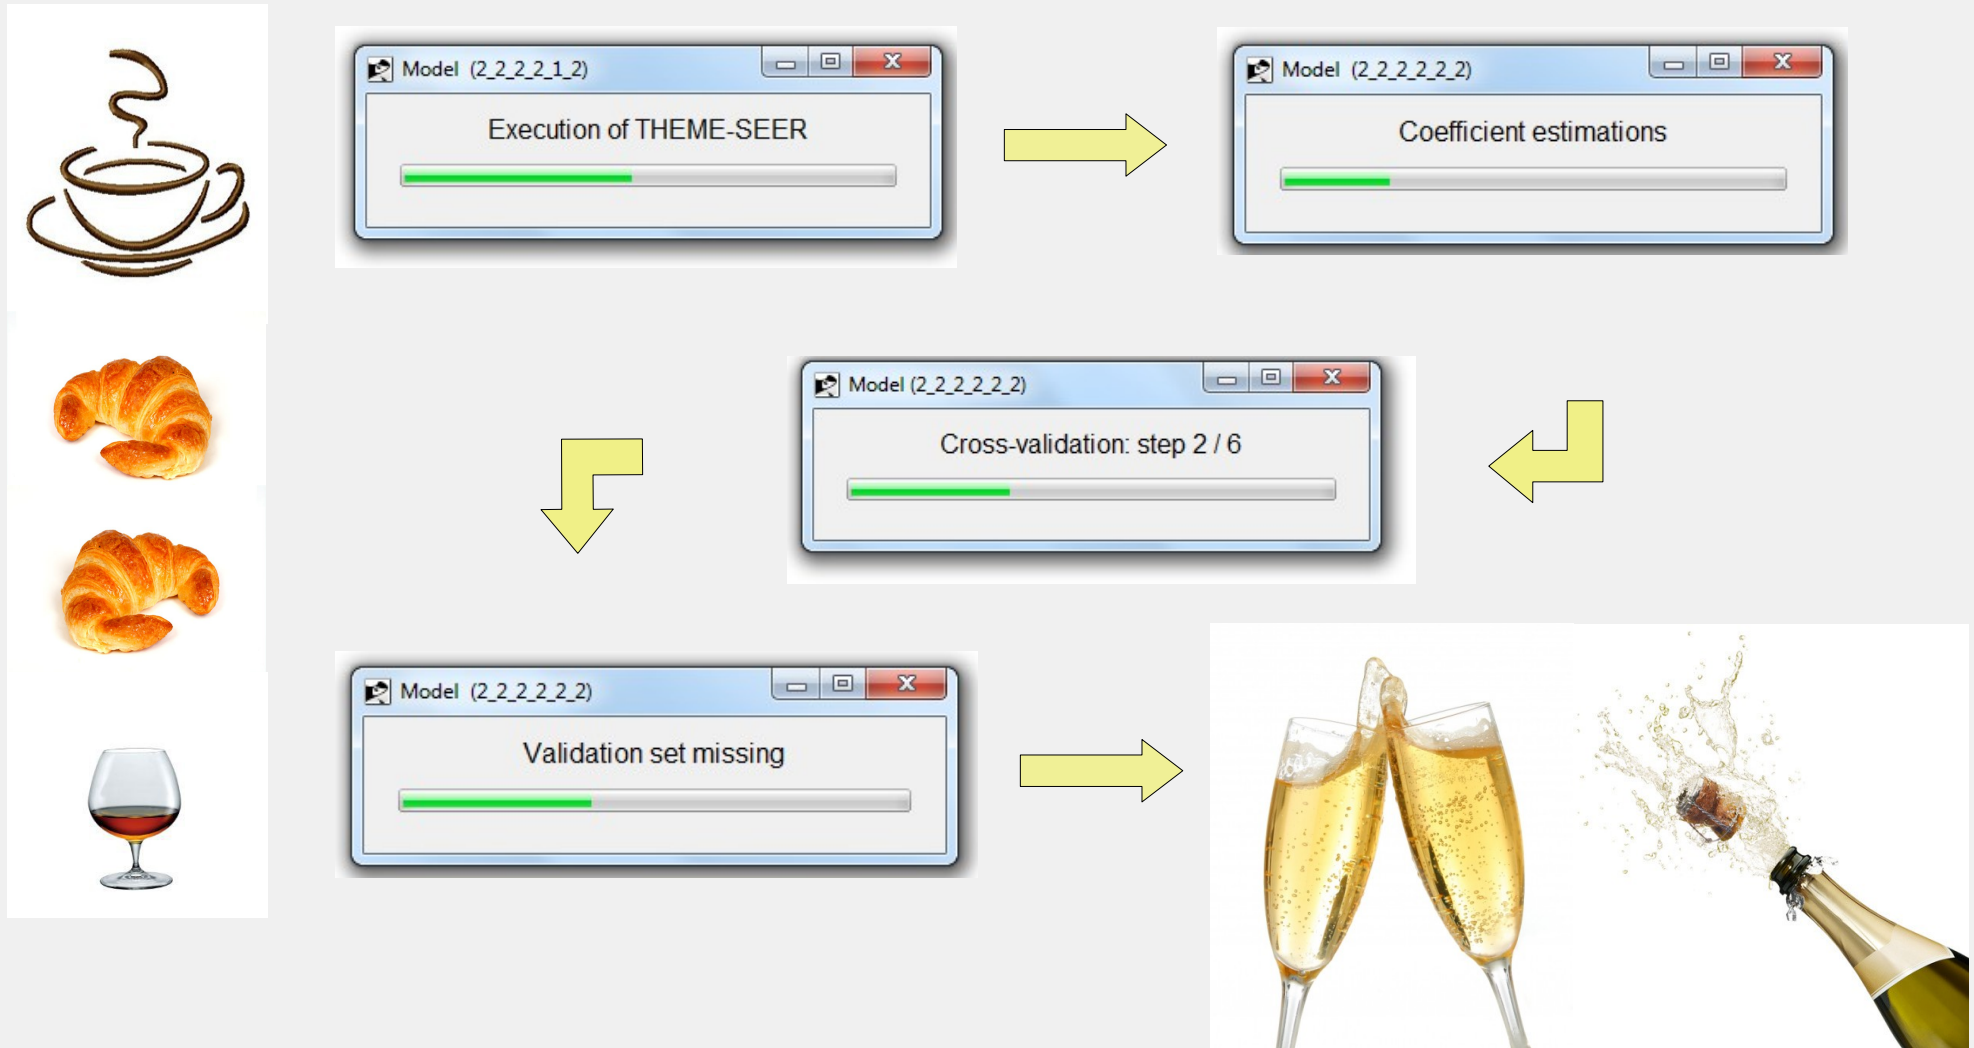 Model (2_2_2_2_1_2)
Execution of THEME-SEER
Model (2_2_2_2_2_2)
Coefficient estimations
Model (2_2_2_2_2_2)
Cross-validation: step 2 / 6
Model (2_2_2_2_2_2)
Validation set missing